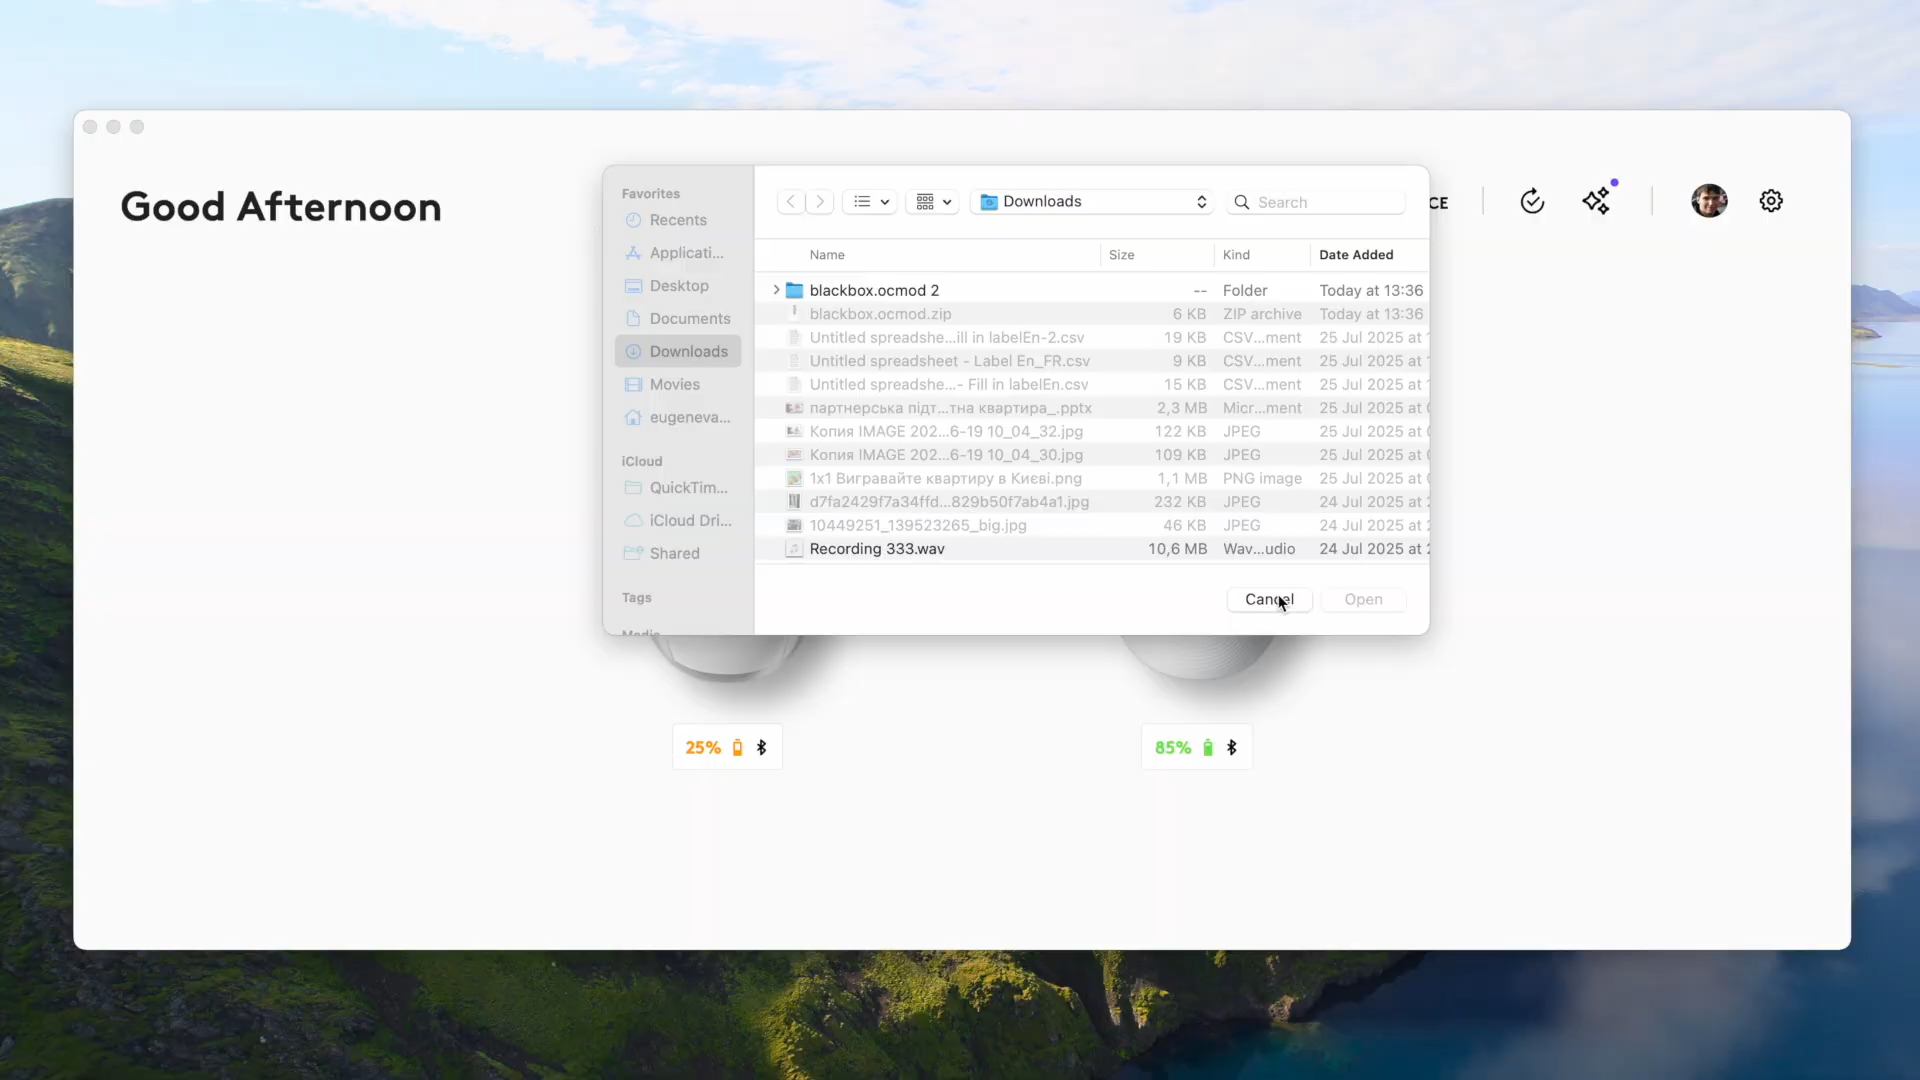 Good Afternoon
CE
Favorites
Recents
Applicati...
Desktop
Documents
Downloads
Movies
eugeneva...
iCloud
QuickTim...
iCloud Dri...
Shared
Tags
Media
Downloads
Search
Name Size Kind Date Added
blackbox.ocmod 2 -- Folder Today at 13:36
blackbox.ocmod.zip 6 KB ZIP archive Today at 13:36
Untitled spreadshe...ill in labelEn-2.csv 19 KB CSV...ment 25 Jul 2025 at
Untitled spreadsheet - Label En_FR.csv 9 KB CSV...ment 25 Jul 2025 at
Untitled spreadshe...- Fill in labelEn.csv 15 KB CSV...ment 25 Jul 2025 at
партнерська підт...тна квартира_.pptx 2,3 MB Micr...ment 25 Jul 2025 at
Копия IMAGE 202...6-19 10_04_32.jpg 122 KB JPEG 25 Jul 2025 at
Копия IMAGE 202...6-19 10_04_30.jpg 109 KB JPEG 25 Jul 2025 at
1x1 Вигравайте квартиру в Києві.png 1,1 MB PNG image 25 Jul 2025 at
d7fa2429f7a34ffd...829b50f7ab4a1.jpg 232 KB JPEG 24 Jul 2025 at
10449251_139523265_big.jpg 46 KB JPEG 24 Jul 2025 at
Recording 333.wav 10,6 MB Wav...udio 24 Jul 2025 at
Cancel Open
25%
85%